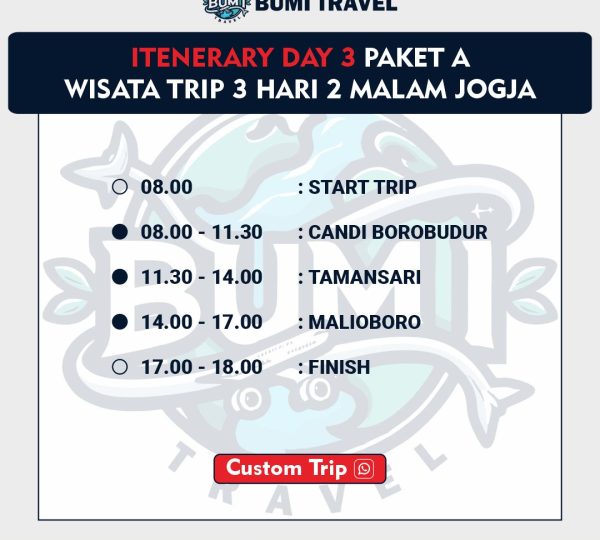 BUMI
TRAVEL
BUMI TRAVEL
ITENERARY DAY 3 PAKET A
WISATA TRIP 3 HARI 2 MALAM JOGJA
08.00 : START TRIP
08.00 - 11.30 : CANDI BOROBUDUR
11.30 - 14.00 : TAMANSARI
14.00 - 17.00 : MALIOBORO
17.00 - 18.00 : FINISH
BUMI
TRAVEL
Custom Trip